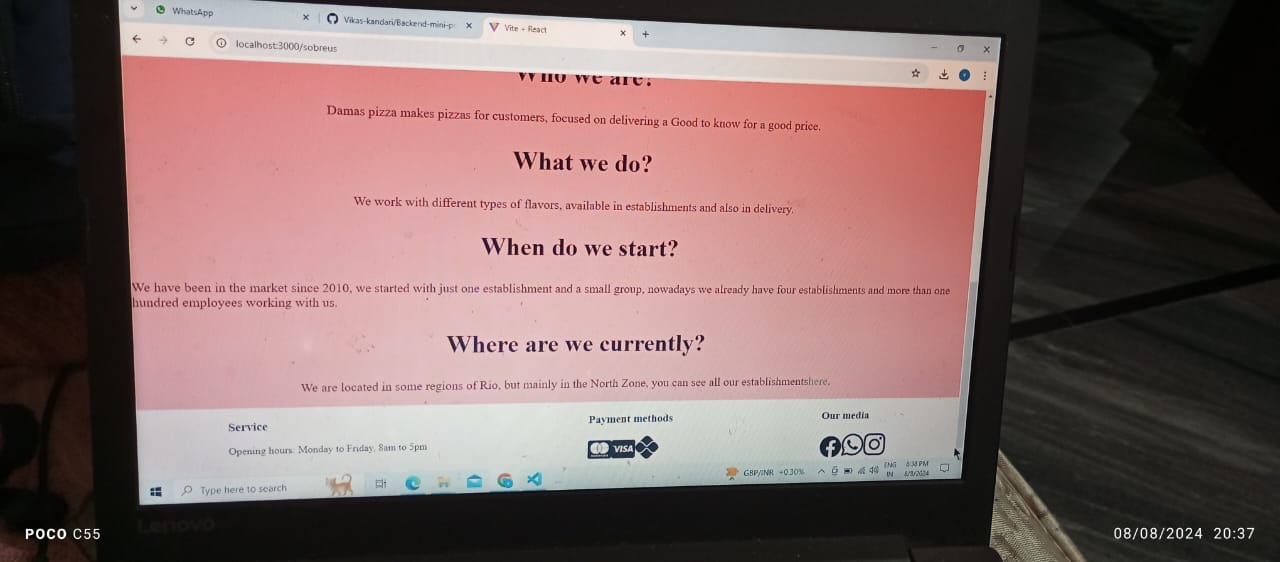 WhatsApp
Vikas-kandari/Backend-mini-p
Vite + React
localhost:3000/sobreus
Who we are?
Damas pizza makes pizzas for customers, focused on delivering a Good to know for a good price.
What we do?
We work with different types of flavors, available in establishments and also in delivery.
When do we start?
We have been in the market since 2010, we started with just one establishment and a small group, nowadays we already have four establishments and more than one
hundred employees working with us.
Where are we currently?
We are located in some regions of Rio, but mainly in the North Zone, you can see all our establishmentshere.
Service
Payment methods
Our media
Opening hours: Monday to Friday, 8am to 5pm
VISA
Type here to search
GBP/INR +0.30%
ENG
IN
8:38 PM
8/8/2024
Lenovo
POCO C55
08/08/2024 20:37